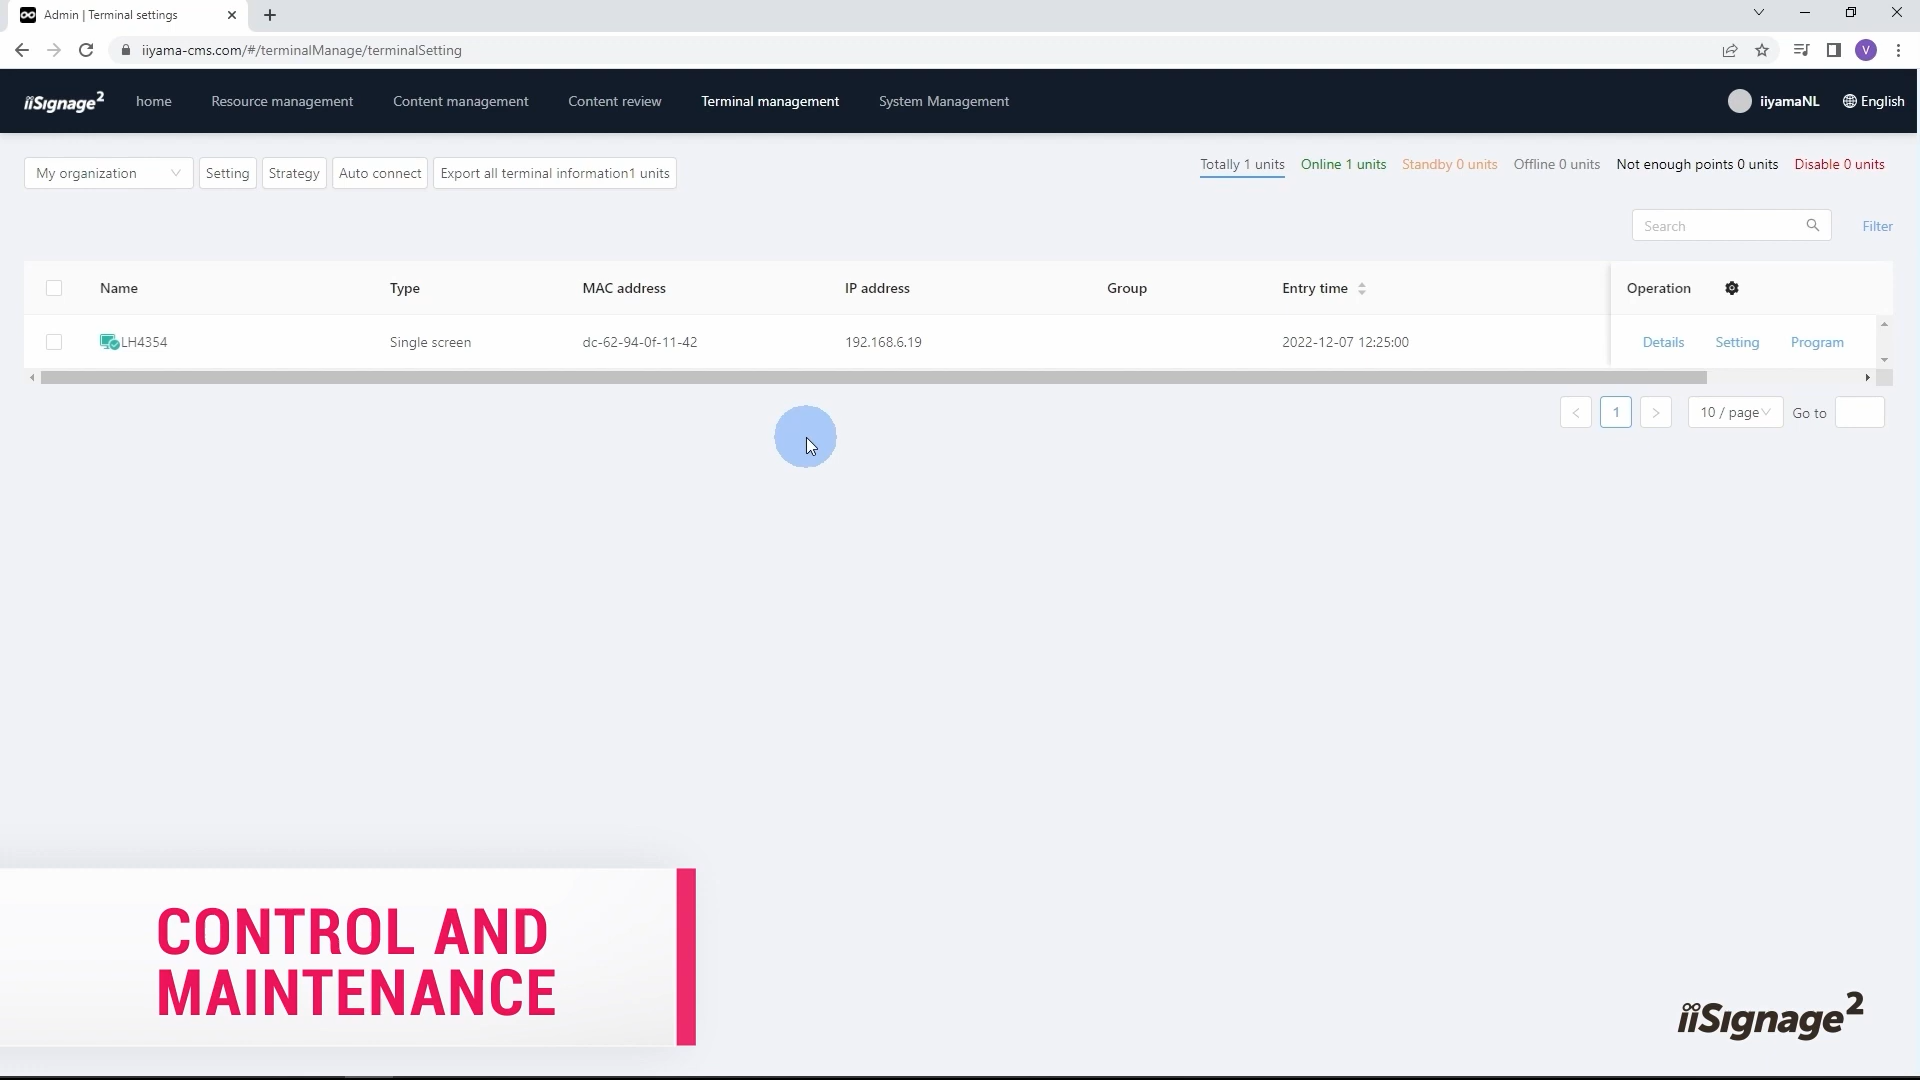 Admin | Terminal settings
iiyama-cms.com/#/terminalManage/terminalSetting
V
iiSignage2
home
Resource management
Content management
Content review
Terminal management
System Management
iiyamaNL
English
My organization
Setting
Strategy
Auto connect
Export all terminal information1 units
Totally 1 units
Online 1 units
Standby 0 units
Offline 0 units
Not enough points 0 units
Disable 0 units
Search
Filter
Name
Type
MAC address
IP address
Group
Entry time
Operation
LH4354
Single screen
dc-62-94-0f-11-42
192.168.6.19
2022-12-07 12:25:00
Details
Setting
Program
<
1
>
10 / page
Go to
CONTROL AND
MAINTENANCE
iiSignage2